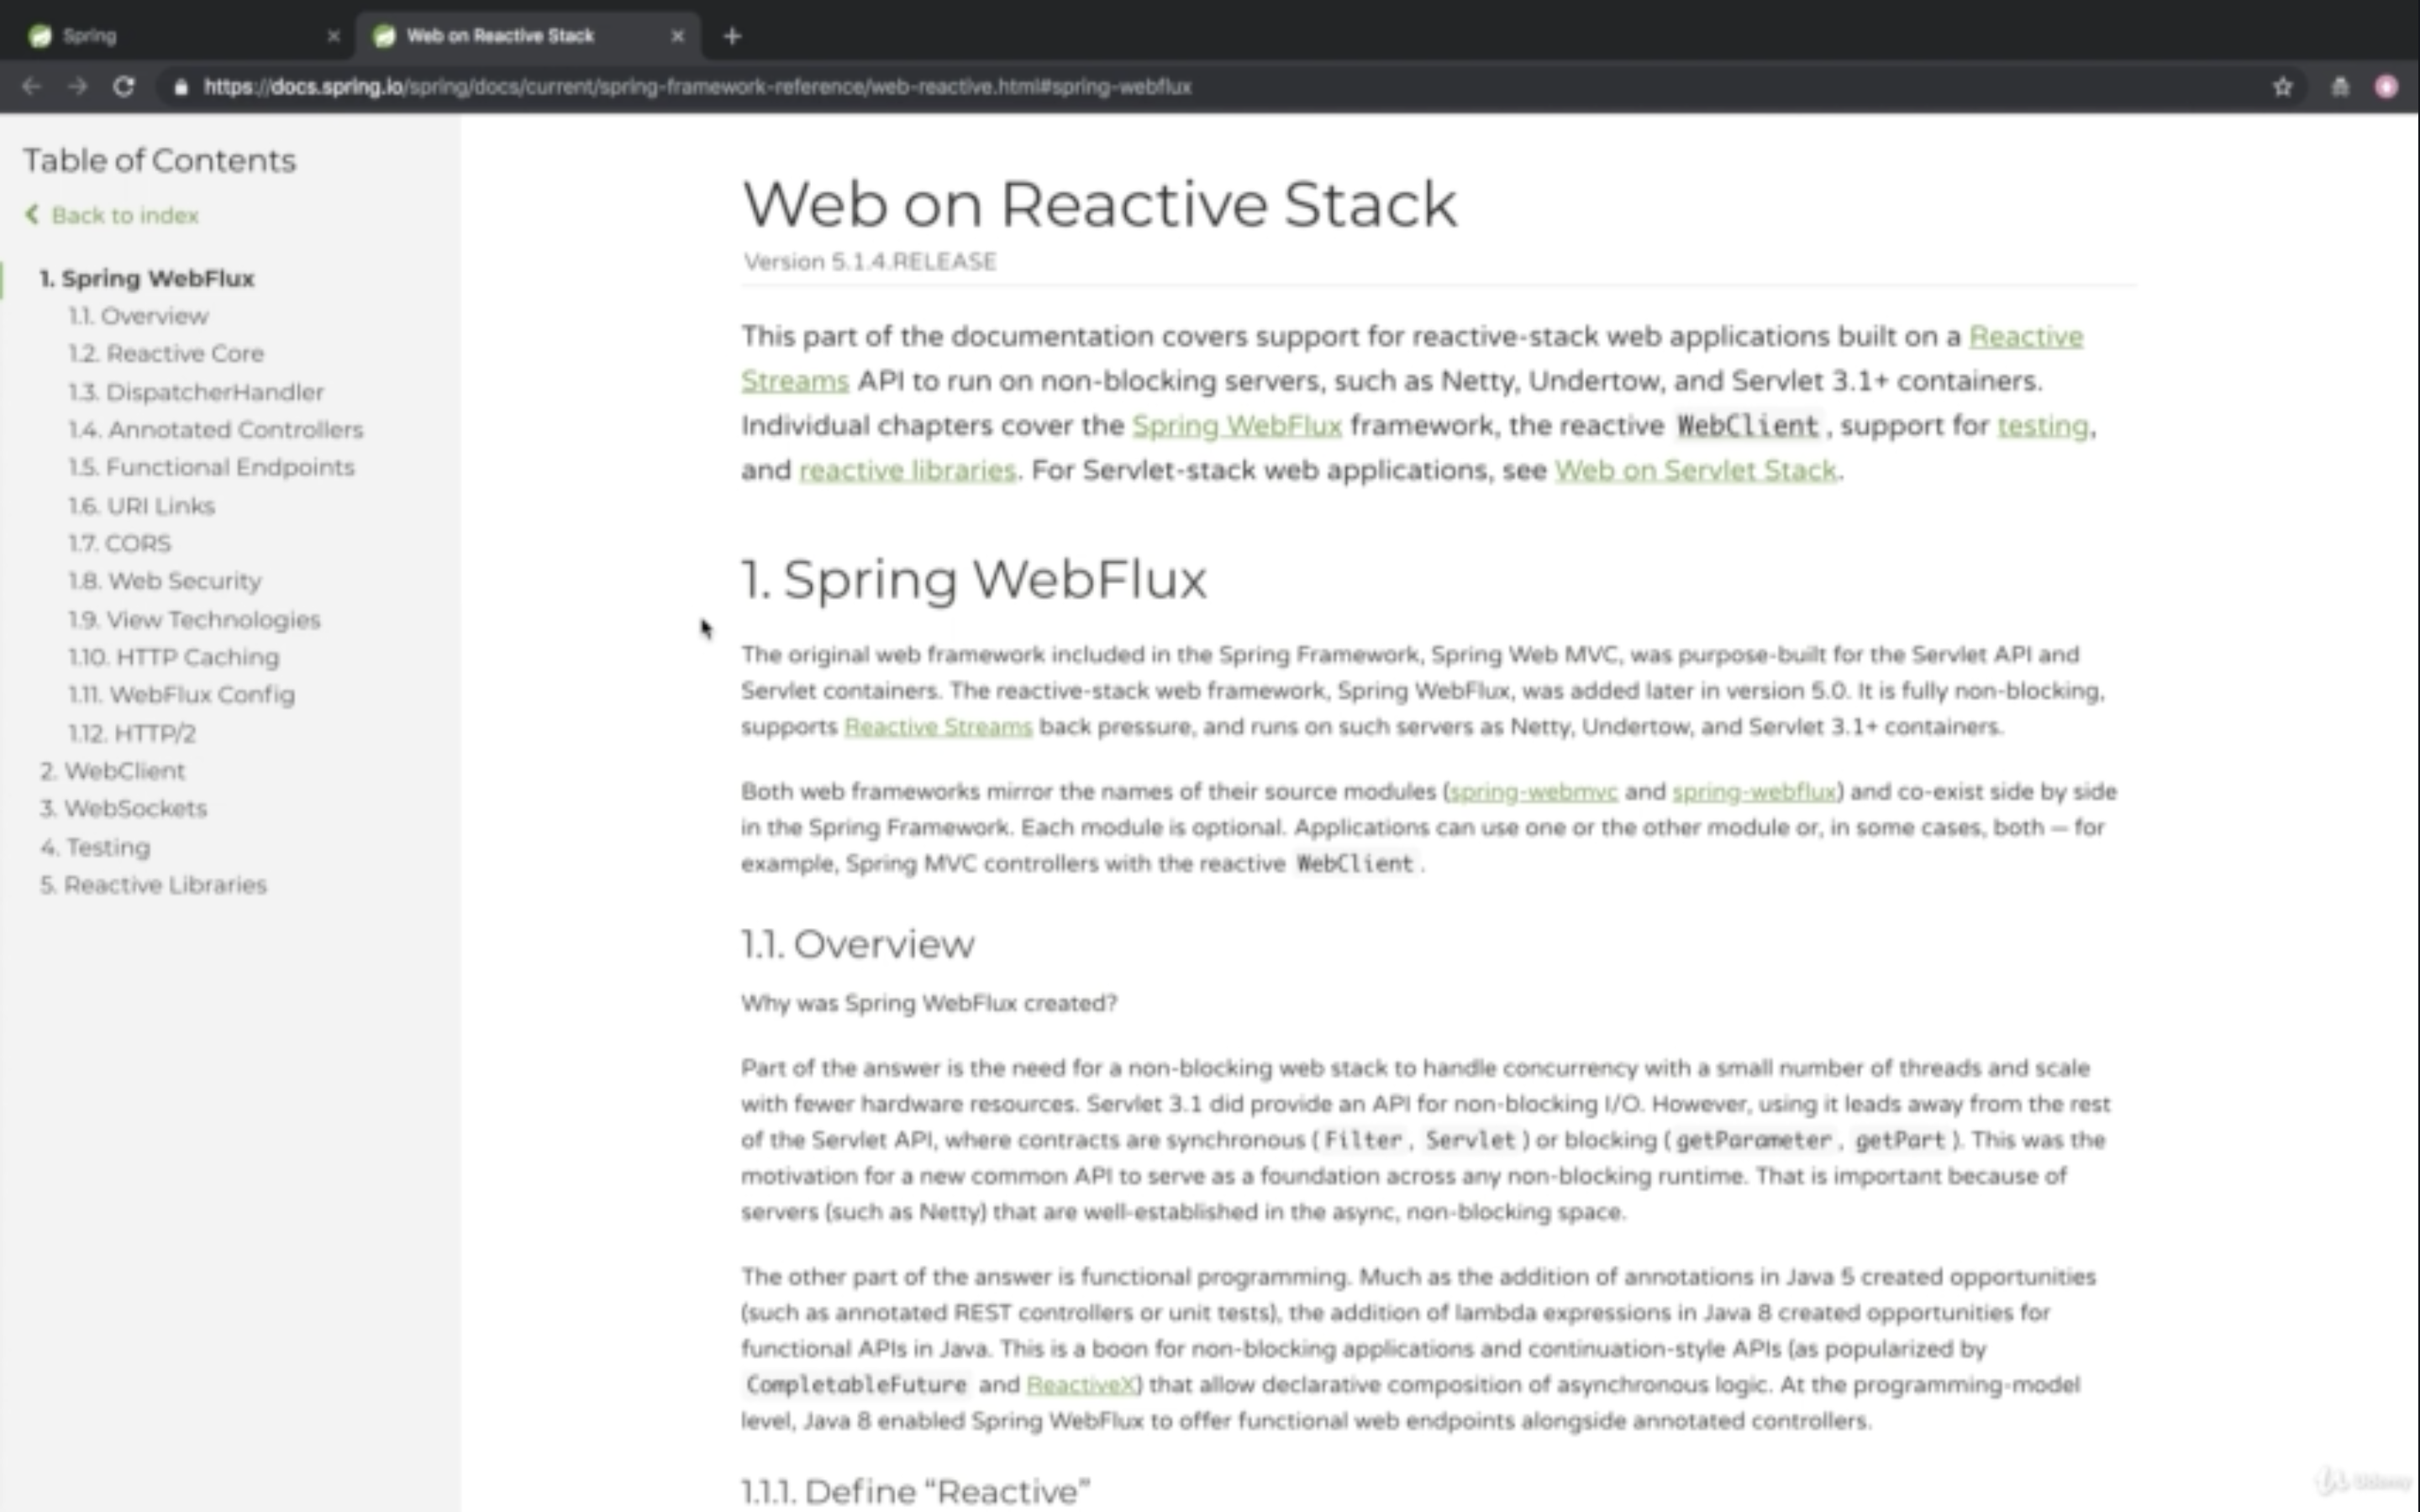 Spring
Web on Reactive Stack
https://docs.spring.io/spring/docs/current/spring-framework-reference/web-reactive.html#spring-webflux
Table of Contents
Back to index
1. Spring WebFlux
1.1. Overview
1.2. Reactive Core
1.3. DispatcherHandler
1.4. Annotated Controllers
1.5. Functional Endpoints
1.6. URI Links
1.7. CORS
1.8. Web Security
1.9. View Technologies
1.10. HTTP Caching
1.11. WebFlux Config
1.12. HTTP/2
2. WebClient
3. WebSockets
4. Testing
5. Reactive Libraries
Web on Reactive Stack
Version 5.1.4.RELEASE
This part of the documentation covers support for reactive-stack web applications built on a Reactive
Streams API to run on non-blocking servers, such as Netty, Undertow, and Servlet 3.1+ containers.
Individual chapters cover the Spring WebFlux framework, the reactive WebClient, support for testing,
and reactive libraries. For Servlet-stack web applications, see Web on Servlet Stack.
1. Spring WebFlux
The original web framework included in the Spring Framework, Spring Web MVC, was purpose-built for the Servlet API and
Servlet containers. The reactive-stack web framework, Spring WebFlux, was added later in version 5.0. It is fully non-blocking,
supports Reactive Streams back pressure, and runs on such servers as Netty, Undertow, and Servlet 3.1+ containers.
Both web frameworks mirror the names of their source modules (spring-webmvc and spring-webflux) and co-exist side by side
in the Spring Framework. Each module is optional. Applications can use one or the other module or, in some cases, both — for
example, Spring MVC controllers with the reactive WebClient.
1.1. Overview
Why was Spring WebFlux created?
Part of the answer is the need for a non-blocking web stack to handle concurrency with a small number of threads and scale
with fewer hardware resources. Servlet 3.1 did provide an API for non-blocking I/O. However, using it leads away from the rest
of the Servlet API, where contracts are synchronous (Filter, Servlet) or blocking (getParameter, getPart). This was the
motivation for a new common API to serve as a foundation across any non-blocking runtime. That is important because of
servers (such as Netty) that are well-established in the async, non-blocking space.
The other part of the answer is functional programming. Much as the addition of annotations in Java 5 created opportunities
(such as annotated REST controllers or unit tests), the addition of lambda expressions in Java 8 created opportunities for
functional APIs in Java. This is a boon for non-blocking applications and continuation-style APIs (as popularized by
CompletableFuture and ReactiveX) that allow declarative composition of asynchronous logic. At the programming-model
level, Java 8 enabled Spring WebFlux to offer functional web endpoints alongside annotated controllers.
1.1.1. Define “Reactive”
Udemy